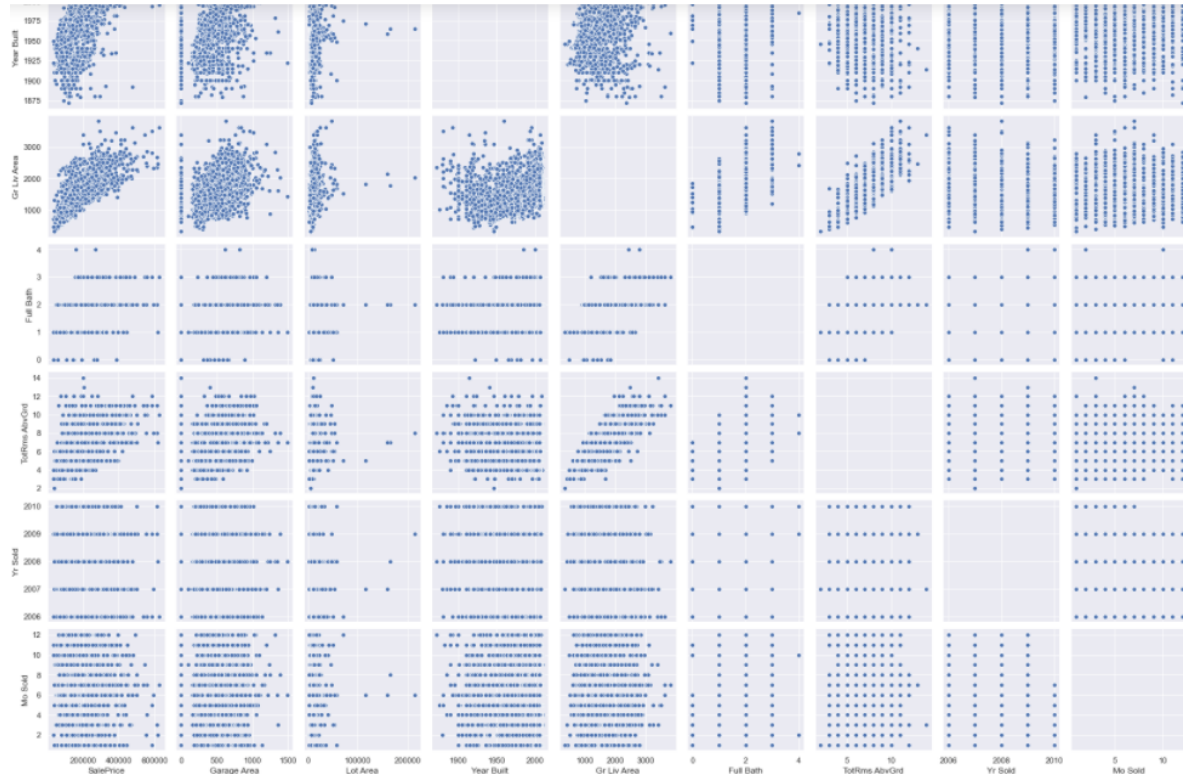 1975
1950
1925
1900
1875
Year Built
3000
2000
1000
Gr Liv Area
4
3
2
1
0
Full Bath
14
12
10
8
6
4
2
TotRms AbvGrd
2010
2009
2008
2007
2006
Yr Sold
12
10
8
6
4
2
Mo Sold
200000 400000 600000
0 500 1000 1500
0 200000
1900 1950 2000
1000 2000 3000
0 2 4
5 10
2006 2008 2010
5 10
SalePrice Garage Area Lot Area Year Built Gr Liv Area Full Bath TotRms AbvGrd Yr Sold Mo Sold